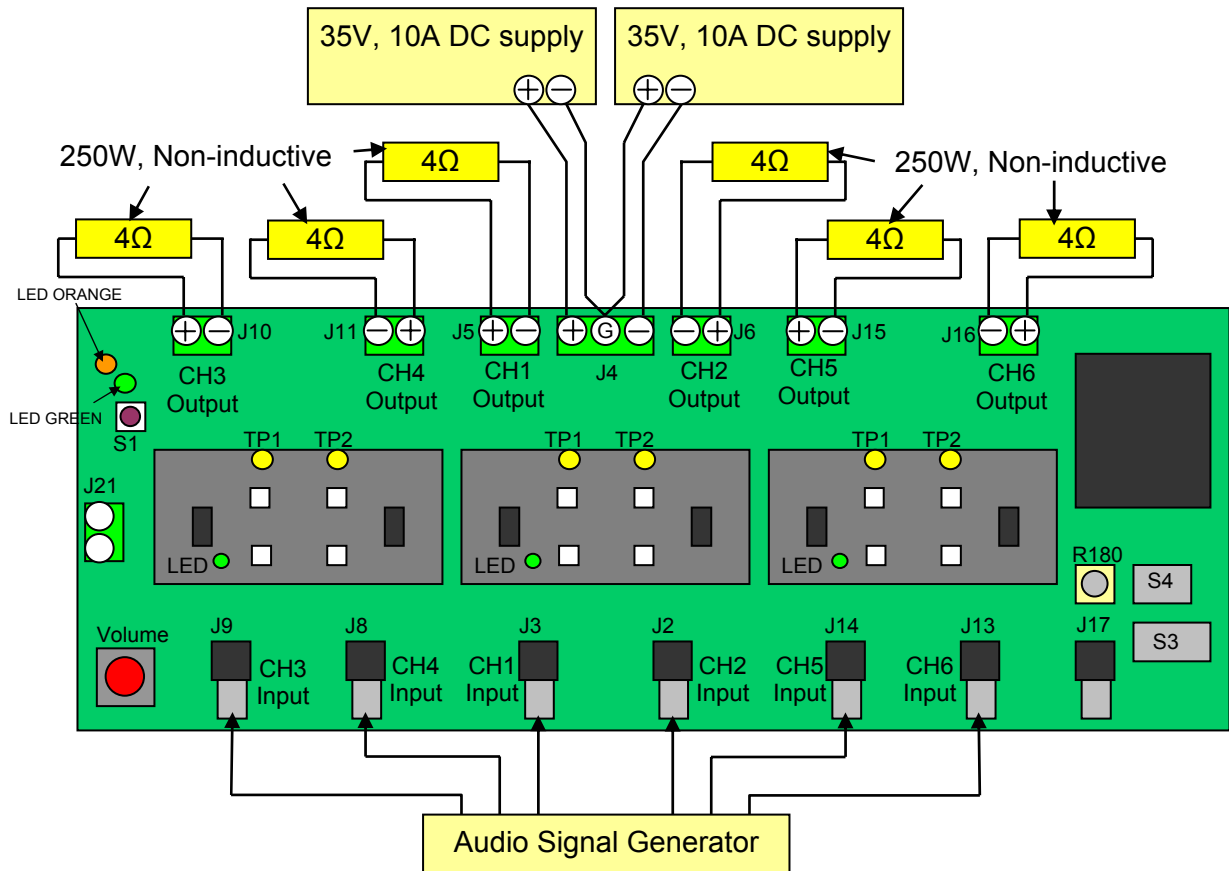 35V, 10A DC supply
35V, 10A DC supply
+ −
+ −
250W, Non-inductive
4Ω
4Ω
250W, Non-inductive
4Ω
4Ω
4Ω
4Ω
LED ORANGE
+ − J10
J11 − +
J5 + −
+ G −
− + J6
+ − J15
J16 − +
CH3
Output
CH4
Output
CH1
Output
J4
CH2
Output
CH5
Output
CH6
Output
LED GREEN
S1
TP1 TP2
TP1 TP2
TP1 TP2
J21
LED
LED
LED
R180
S4
S3
Volume
J9
CH3
Input
J8
CH4
Input
J3
CH1
Input
J2
CH2
Input
J14
CH5
Input
J13
CH6
Input
J17
Audio Signal Generator